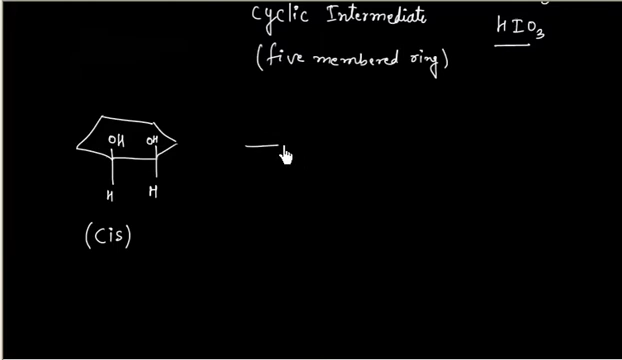 Cyclic Intermediate
HIO3
(five membered ring)
OH OH
H H
(Cis)